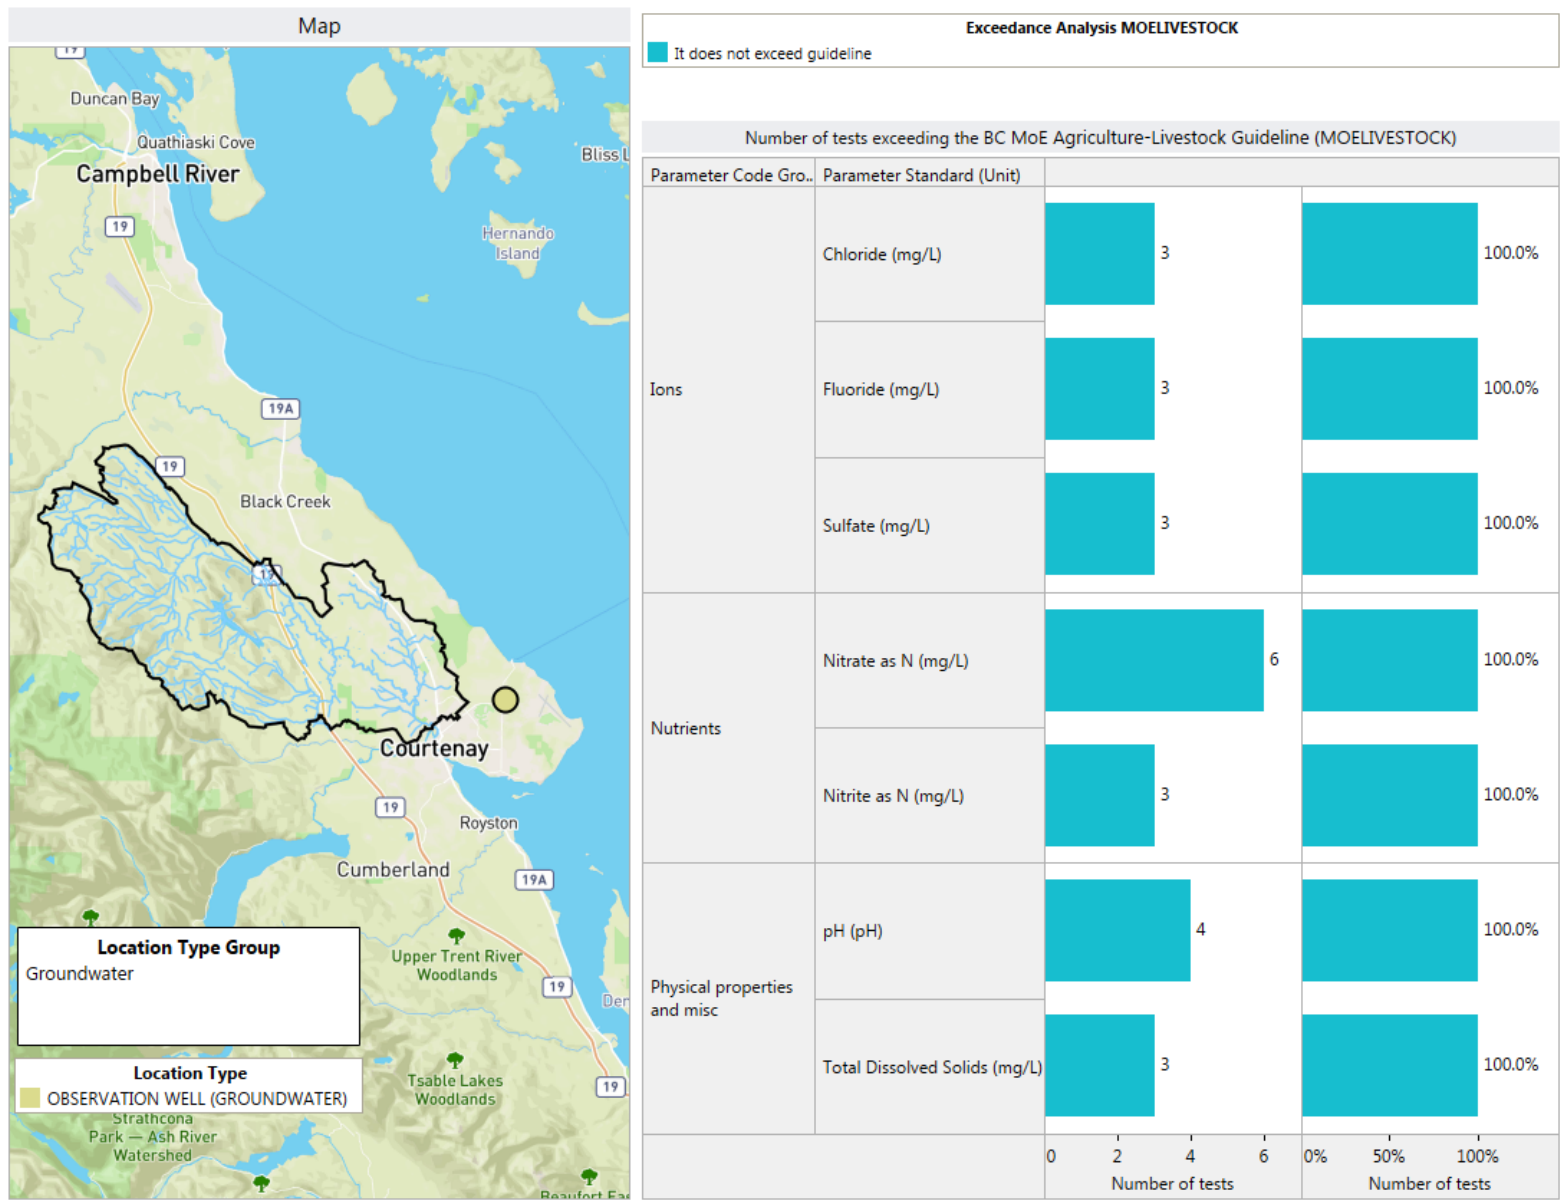 Map
19
Duncan Bay
Quathiaski Cove
Campbell River
Bliss L
19
Hernando
Island
19A
19
Black Creek
19
Courtenay
19
Royston
Cumberland
19A
Upper Trent River
Woodlands
19
Den
Location Type Group
Groundwater
Tsable Lakes
Woodlands
19
Location Type
OBSERVATION WELL (GROUNDWATER)
Strathcona
Park — Ash River
Watershed
Beaufort Eas
Exceedance Analysis MOELIVESTOCK
It does not exceed guideline
Number of tests exceeding the BC MoE Agriculture-Livestock Guideline (MOELIVESTOCK)
Parameter Code Gro.. Parameter Standard (Unit)
Chloride (mg/L) 3 100.0%
Ions Fluoride (mg/L) 3 100.0%
Sulfate (mg/L) 3 100.0%
Nitrate as N (mg/L) 6 100.0%
Nutrients
Nitrite as N (mg/L) 3 100.0%
pH (pH) 4 100.0%
Physical properties
and misc
Total Dissolved Solids (mg/L) 3 100.0%
0 2 4 6 0% 50% 100%
Number of tests Number of tests